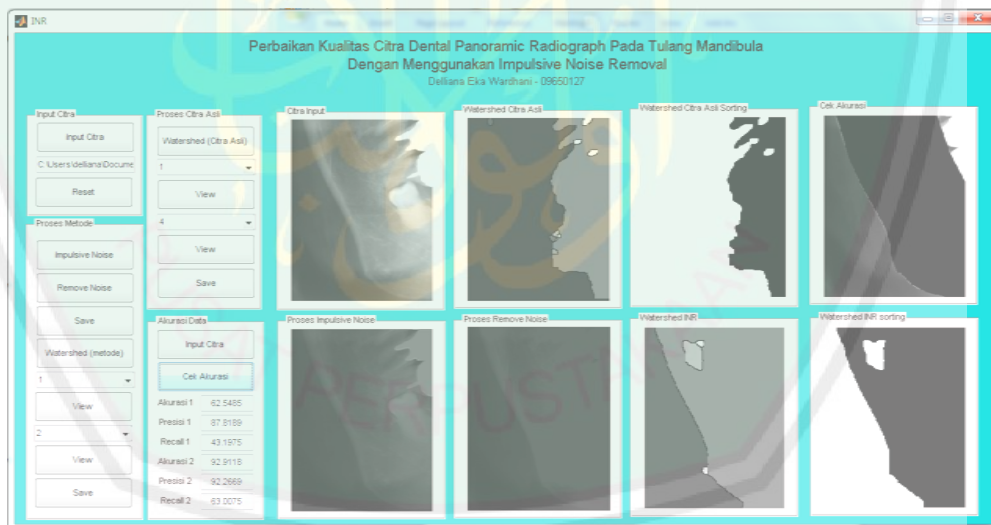 INR
Perbaikan Kualitas Citra Dental Panoramic Radiograph Pada Tulang Mandibula
Dengan Menggunakan Impulsive Noise Removal
Delliana Eka Wardhani - 09650127
Input Citra
Input Citra
C:\Users\delliana\Docume
Reset
Proses Metode
Impulsive Noise
Remove Noise
Save
Watershed (metode)
1
View
2
View
Save
Proses Citra Asli
Watershed (Citra Asli)
1
View
4
View
Save
Akurasi Data
Input Citra
Cek Akurasi
Akurasi 1 62.5485
Presisi 1 87.8189
Recall 1 43.1975
Akurasi 2 92.9118
Presisi 2 92.2669
Recall 2 63.0075
Citra Input
Watershed Citra Asli
Watershed Citra Asli Sorting
Cek Akurasi
Proses Impulsive Noise
Proses Remove Noise
Watershed INR
Watershed INR sorting
PERPUSTAKAAN